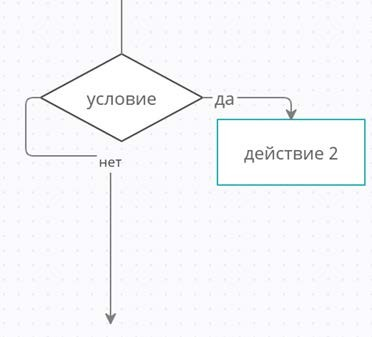 условие
да
действие 2
нет